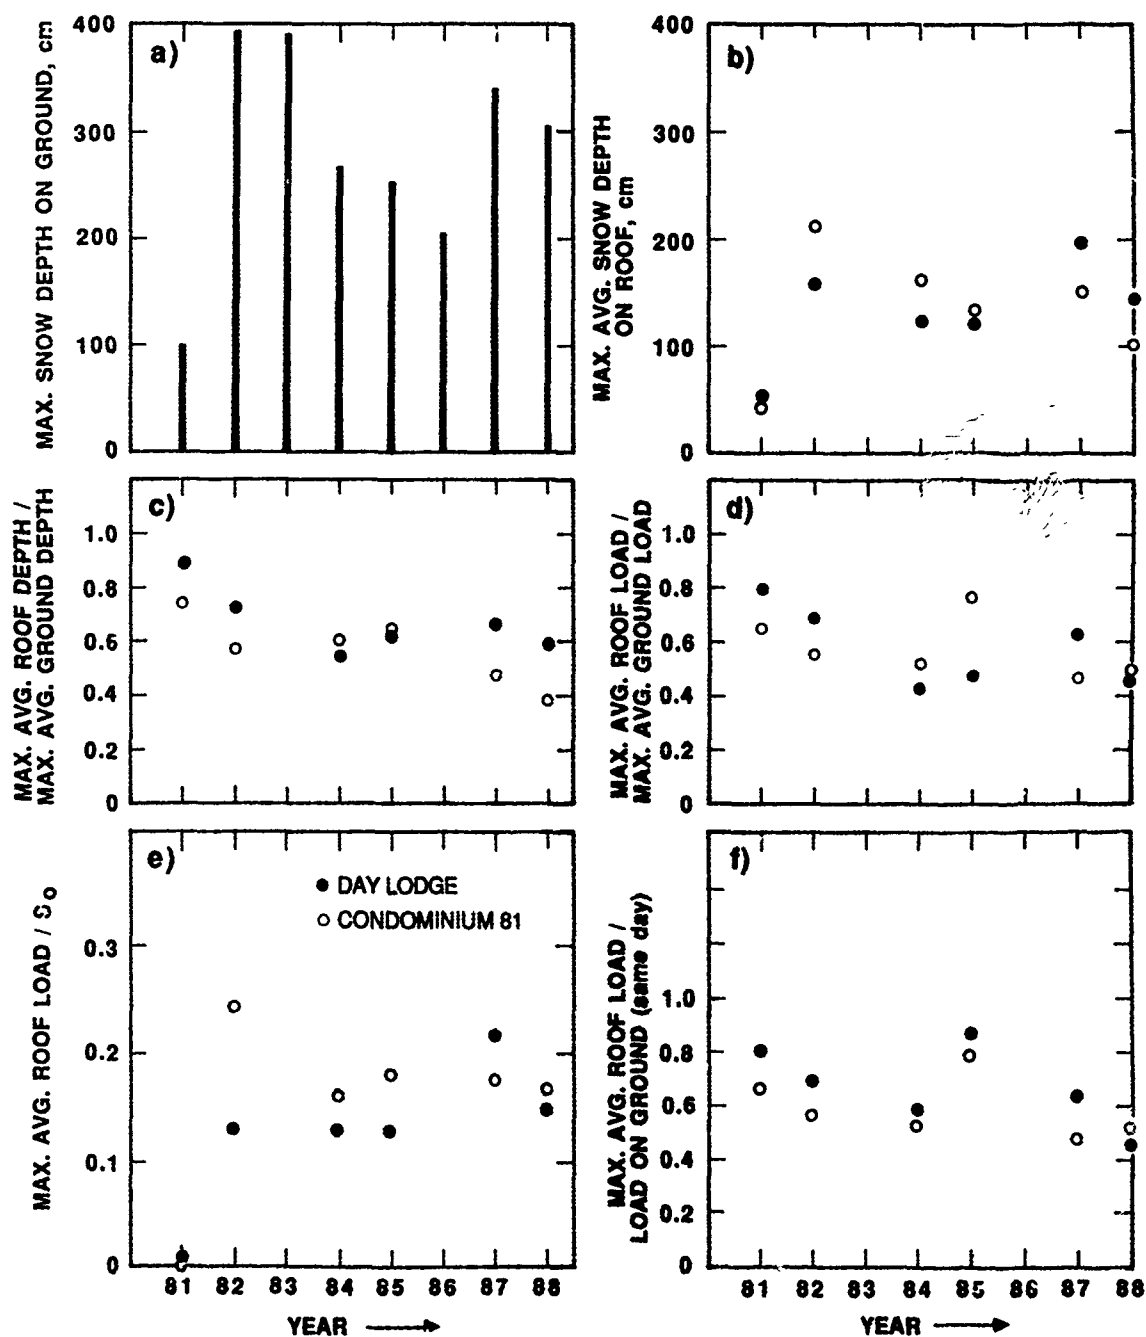 a)
MAX. SNOW DEPTH ON GROUND, cm
400
300
200
100
0
b)
MAX. AVG. SNOW DEPTH
ON ROOF, cm
400
300
200
100
0
c)
MAX. AVG. ROOF DEPTH /
MAX. AVG. GROUND DEPTH
1.0
0.8
0.6
0.4
0.2
0
d)
MAX. AVG. ROOF LOAD /
MAX. AVG. GROUND LOAD
1.0
0.8
0.6
0.4
0.2
0
e)
MAX. AVG. ROOF LOAD / So
DAY LODGE
CONDOMINIUM 81
0.3
0.2
0.1
0
81 82 83 84 85 86 87 88
YEAR
f)
MAX. AVG. ROOF LOAD /
LOAD ON GROUND (same day)
1.0
0.8
0.6
0.4
0.2
0
81 82 83 84 85 86 87 88
YEAR